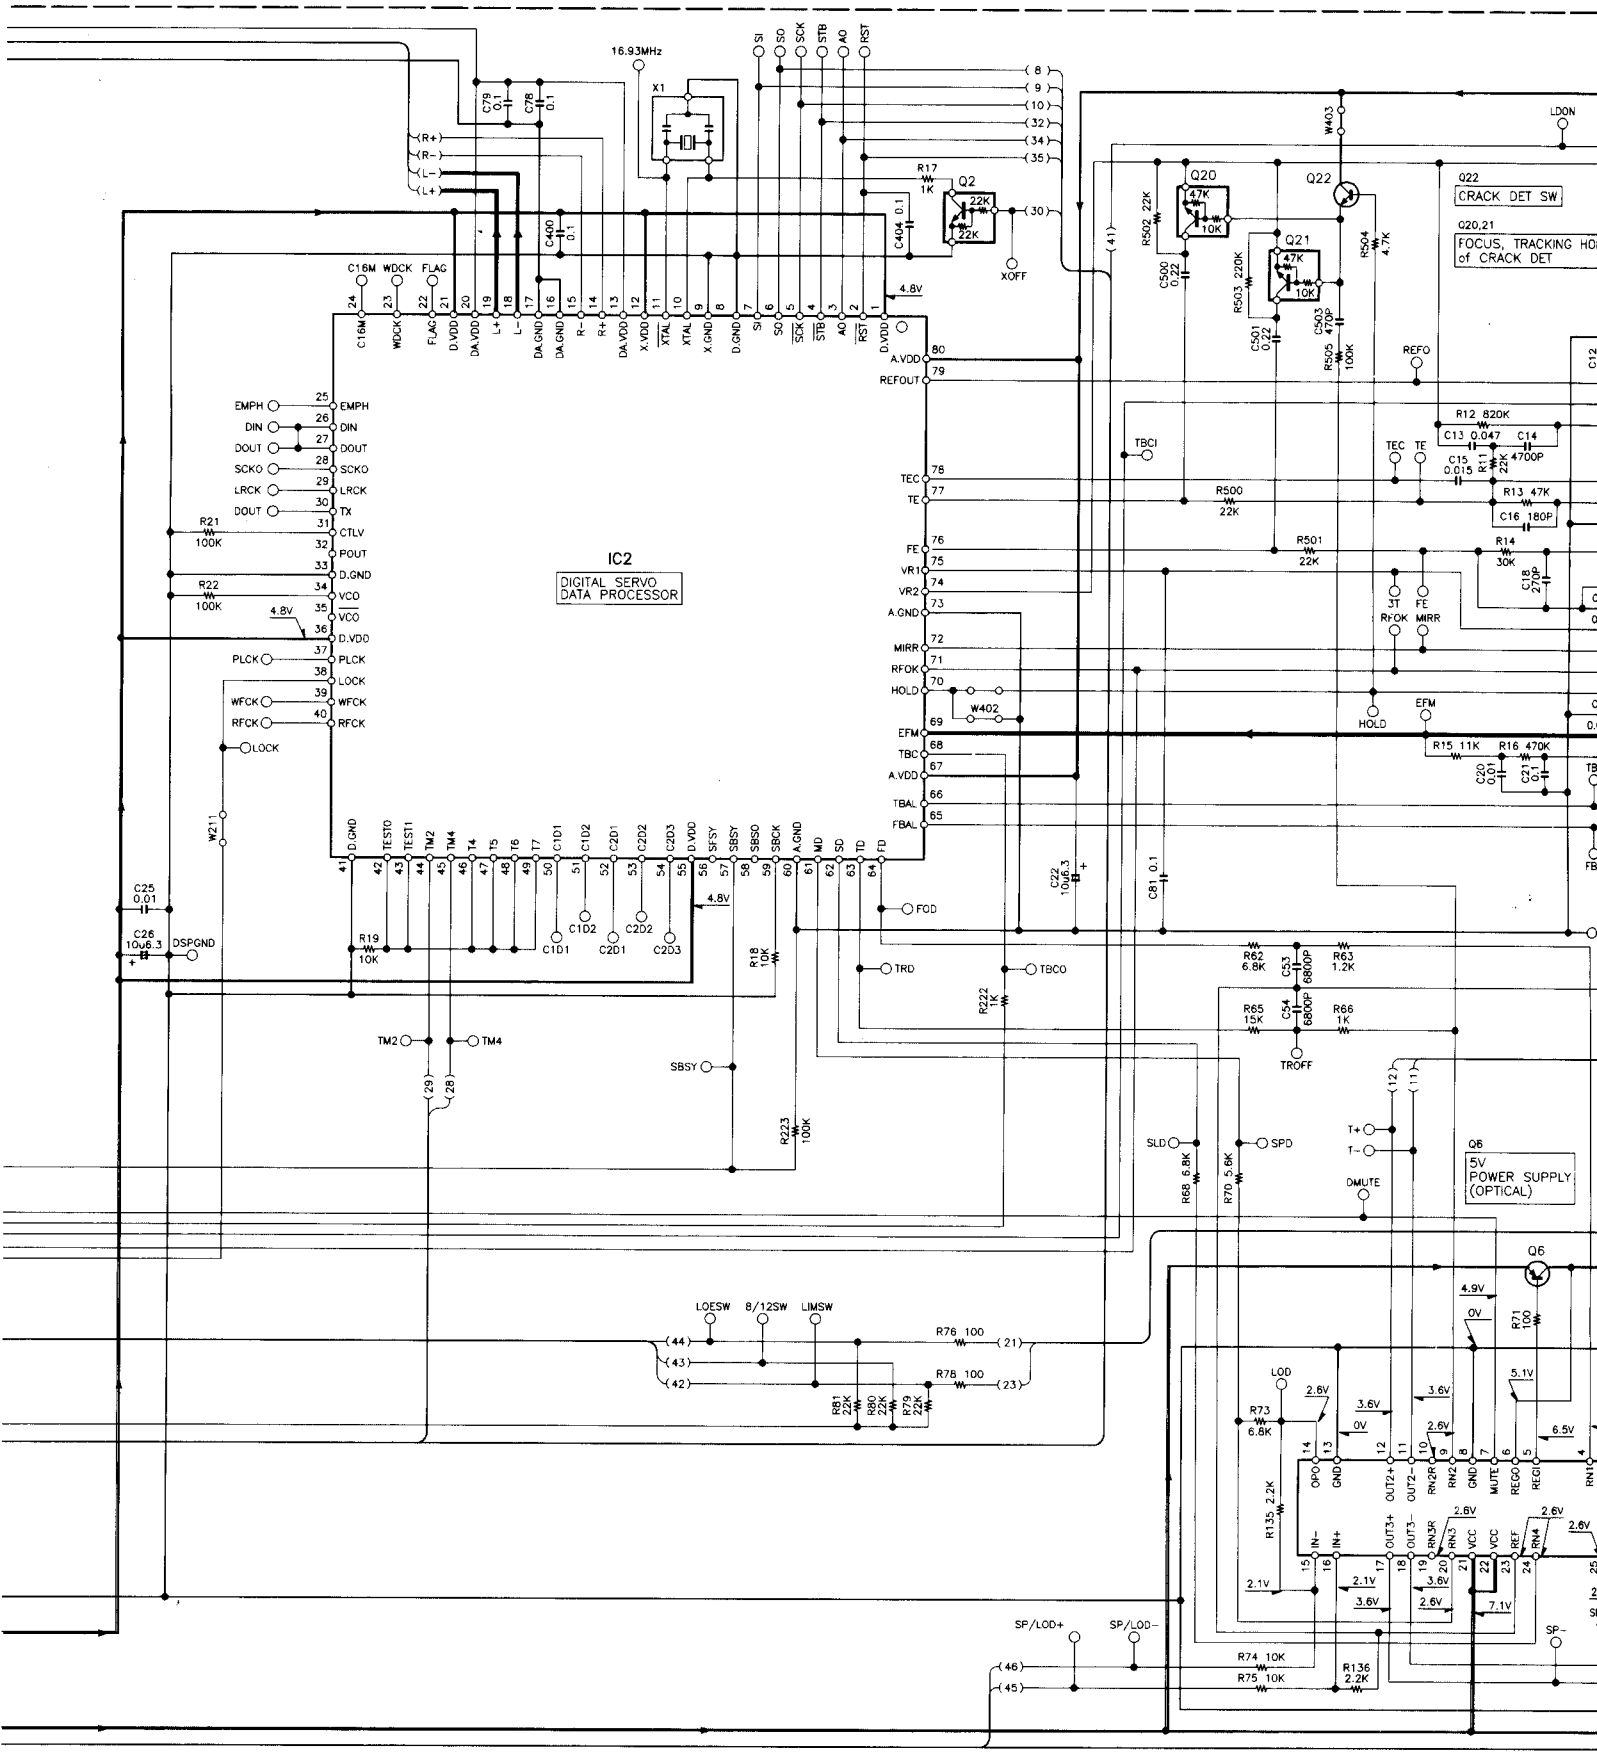 16.93MHz
X1
SI
SO
SCK
STB
AO
RST
(8)
(9)
(10)
(32)
(34)
(35)
(30)
(41)
C79
0.1
C78
0.1
(R+)
(R-)
(L-)
(L+)
R17
1K
Q2
22K
22K
C404 0.1
XOFF
C400
0.1
W403
LDON
Q20
47K
10K
Q22
Q21
47K
10K
R502 22K
C500
0.22
R503 220K
C501
0.22
R504
4.7K
C503
470P
R505
100K
Q22
CRACK DET SW
Q20,21
FOCUS, TRACKING HO
of CRACK DET
C16M
WDCK
FLAG
4.8V
24
23
22
21
20
19
18
17
16
15
14
13
12
11
10
9
8
7
6
5
4
3
2
1
C16M
WDCK
FLAG
D.VDD
DA.VDD
L+
L-
DA.GND
DA.GND
R-
R+
DA.VDD
X.VDD
XTAL
XTAL
X.GND
D.GND
SI
SO
SCK
STB
AO
RST
D.VDD
A.VDD 80
REFOUT 79
TEC 78
TE 77
FE 76
VR1 75
VR2 74
A.GND 73
MIRR 72
RFOK 71
HOLD 70
EFM 69
TBC 68
A.VDD 67
TBAL 66
FBAL 65
EMPH 25 EMPH
DIN 26 DIN
DOUT 27 DOUT
SCKO 28 SCKO
LRCK 29 LRCK
DOUT 30 TX
31 CTLV
32 POUT
33 D.GND
34 VCO
35 VCO
36 D.VDD
PLCK 37 PLCK
38 LOCK
WFCK 39 WFCK
RFCK 40 RFCK
R21
100K
R22
100K
4.8V
LOCK
W211
IC2
DIGITAL SERVO
DATA PROCESSOR
REFO
C12
R12 820K
C13 0.047
C14
4700P
TEC
TE
C15
0.015
R11
22K
R13 47K
C16 180P
TBCI
R500
22K
R501
22K
R14
30K
C18
270P
3T
FE
RFOK
MIRR
W402
HOLD
EFM
R15 11K
R16 470K
C20
0.01
C21
0.1
TB
FB
D.GND
TEST0
TEST1
TM2
TM4
T4
T5
T6
T7
C1D1
C1D2
C2D1
C2D2
C2D3
D.VDD
SFSY
SBSY
SBSO
SBCK
A.GND
MD
SD
TD
FD
41
42
43
44
45
46
47
48
49
50
51
52
53
54
55
56
57
58
59
60
61
62
63
64
4.8V
C1D1
C1D2
C2D1
C2D2
C2D3
C25
0.01
C26
10u6.3
+
DSPGND
R19
10K
R18
10K
FOD
TRD
TBCO
R222
1K
C22
10u6.3
+
C81 0.1
R62
6.8K
C53
6800P
R63
1.2K
R65
15K
C54
6800P
R66
1K
TROFF
TM2
TM4
(29)
(28)
SBSY
R223
100K
(12)
(11)
T+
T-
SLD
SPD
R68 6.8K
R70 5.6K
DMUTE
Q6
5V
POWER SUPPLY
(OPTICAL)
Q6
4.9V
0V
R71
100
5.1V
LOESW
8/12SW
LIMSW
(44)
(43)
(42)
R76 100
(21)
R78 100
(23)
R81
22K
R80
22K
R79
22K
LOD
R73
6.8K
2.6V
0V
3.6V
3.6V
2.6V
6.5V
14
13
12
11
10
9
8
7
6
5
4
OPO
GND
OUT2+
OUT2-
RN2R
RN2
GND
MUTE
REGO
REGI
RN1
R135 2.2K
IN-
IN+
OUT3+
OUT3-
RN3R
RN3
VCC
VCC
REF
RN4
2.6V
2.6V
2.6V
15
16
17
18
19
20
21
22
23
24
25
2.1V
2.1V
3.6V
3.6V
2.6V
7.1V
SP/LOD+
SP/LOD-
SP-
(46)
(45)
R74 10K
R75 10K
R136
2.2K